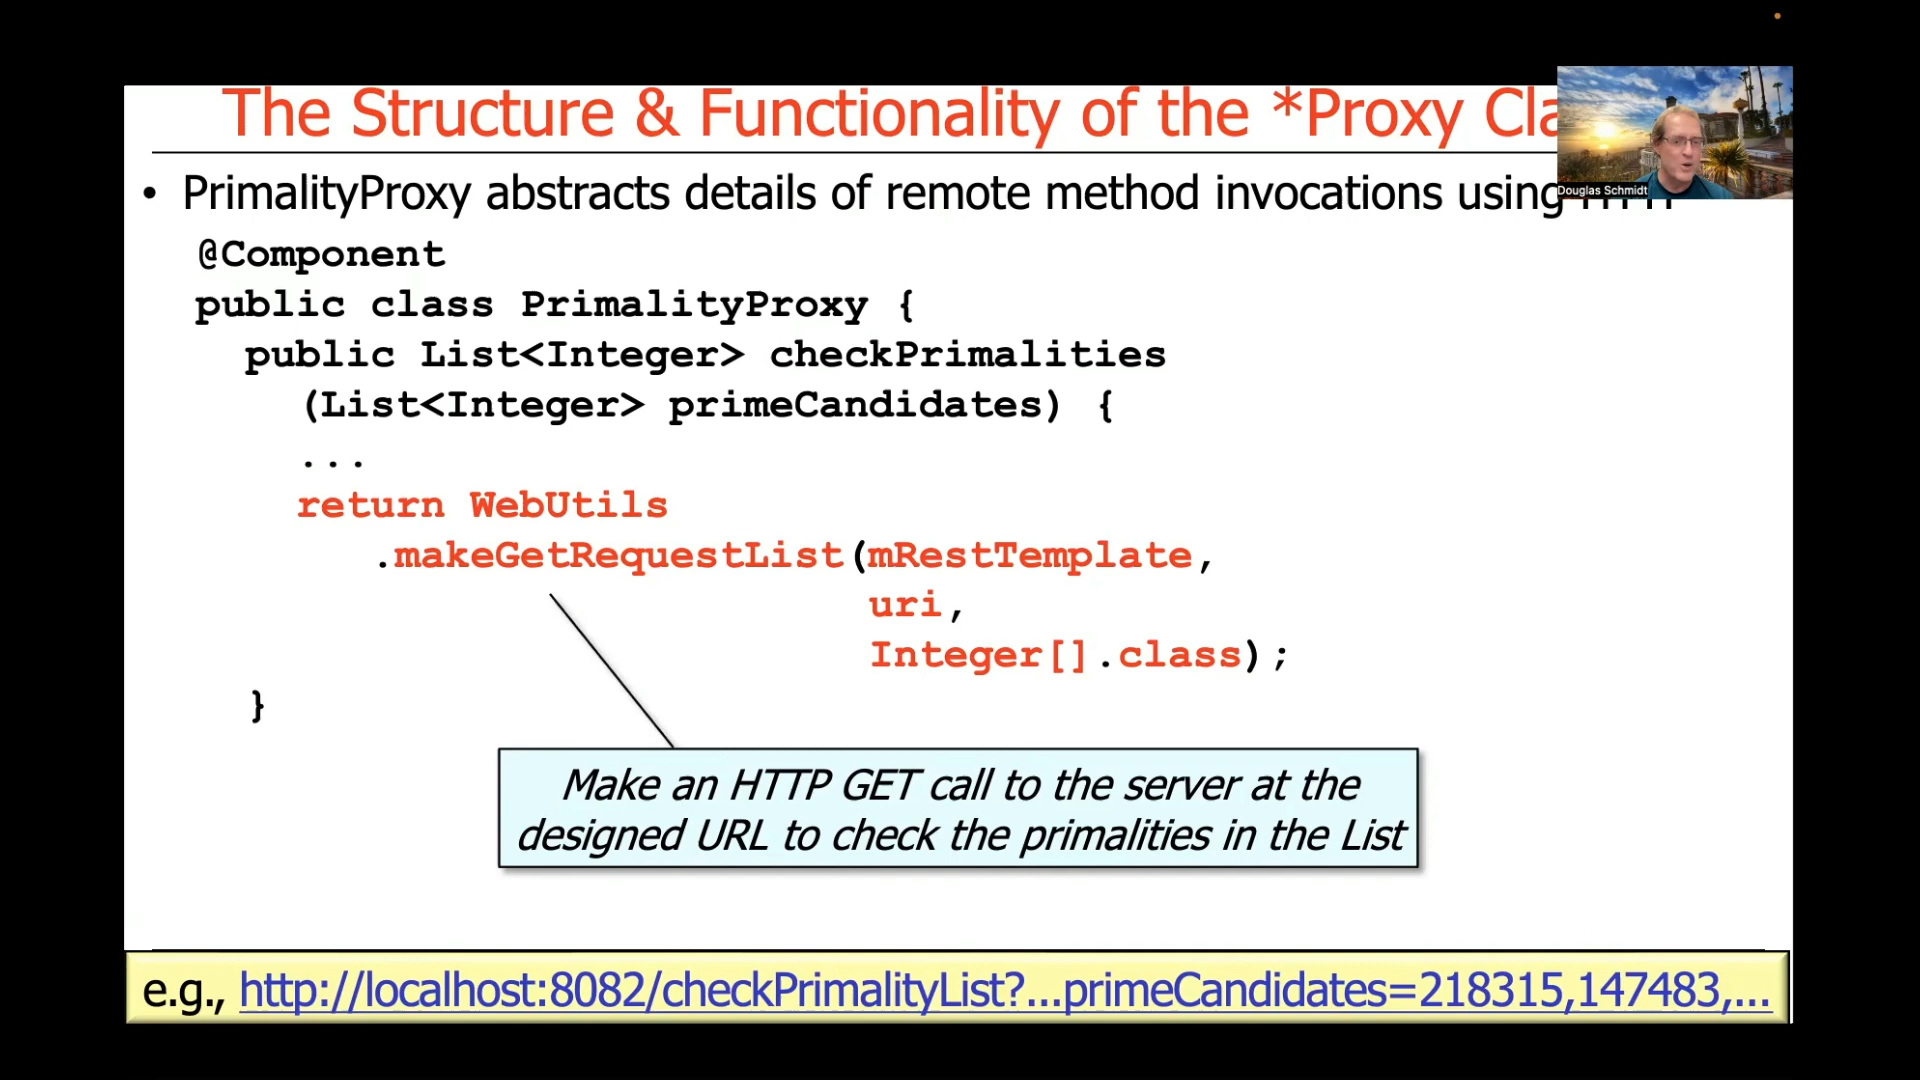 The Structure & Functionality of the *Proxy Cla
Douglas Schmidt
• PrimalityProxy abstracts details of remote method invocations using
@Component
public class PrimalityProxy {
public List<Integer> checkPrimalities
(List<Integer> primeCandidates) {
...
return WebUtils
.makeGetRequestList(mRestTemplate,
uri,
Integer[].class);
}
Make an HTTP GET call to the server at the
designed URL to check the primalities in the List
e.g., http://localhost:8082/checkPrimalityList?...primeCandidates=218315,147483,...